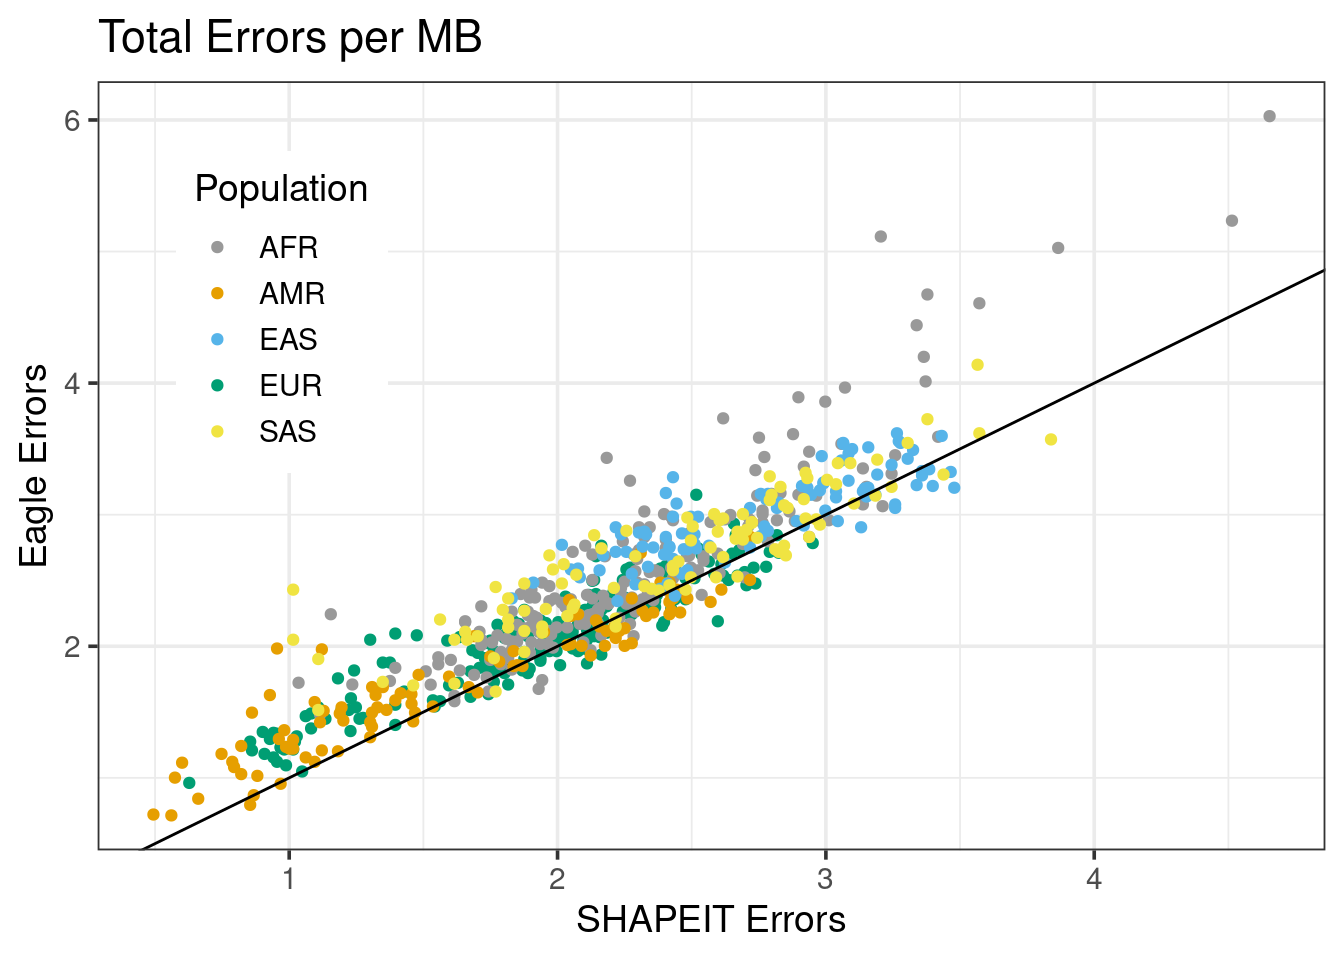 Total Errors per MB
6
4
2
Eagle Errors
Population
AFR
AMR
EAS
EUR
SAS
1
2
3
4
SHAPEIT Errors